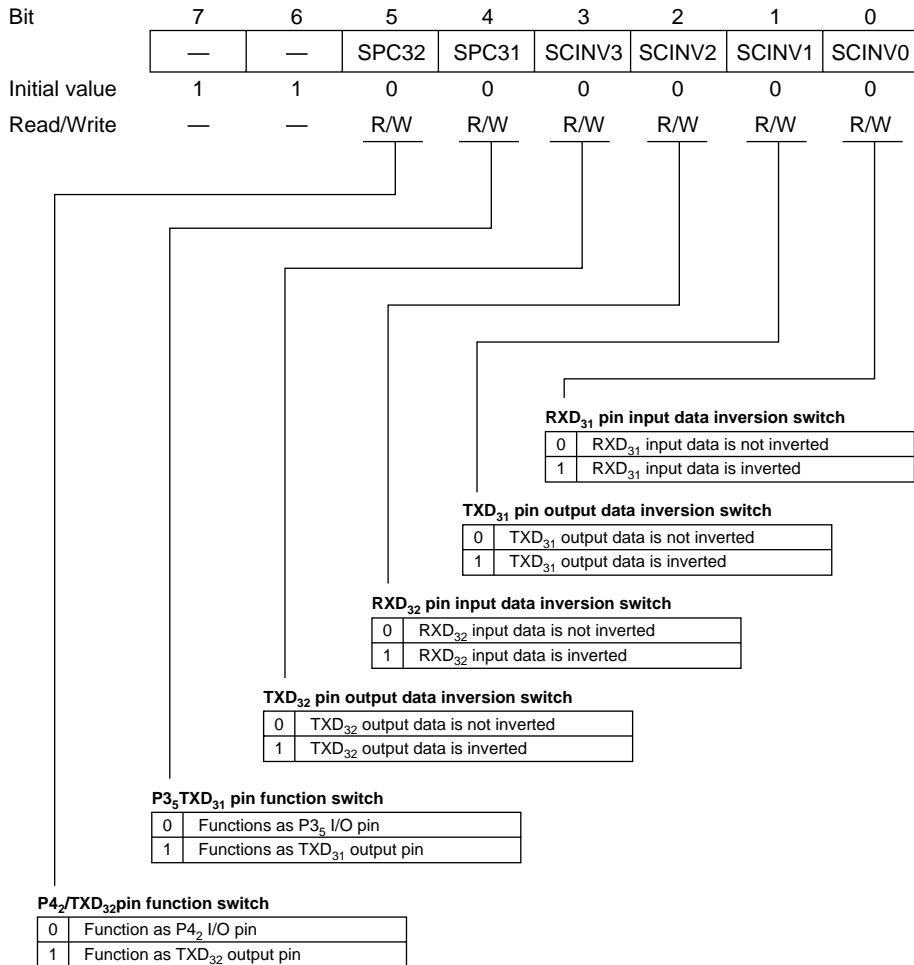 Bit 7 6 5 4 3 2 1 0
— — SPC32 SPC31 SCINV3 SCINV2 SCINV1 SCINV0
Initial value 1 1 0 0 0 0 0 0
Read/Write — — R/W R/W R/W R/W R/W R/W
RXD₃₁ pin input data inversion switch
0 RXD₃₁ input data is not inverted
1 RXD₃₁ input data is inverted
TXD₃₁ pin output data inversion switch
0 TXD₃₁ output data is not inverted
1 TXD₃₁ output data is inverted
RXD₃₂ pin input data inversion switch
0 RXD₃₂ input data is not inverted
1 RXD₃₂ input data is inverted
TXD₃₂ pin output data inversion switch
0 TXD₃₂ output data is not inverted
1 TXD₃₂ output data is inverted
P3₅TXD₃₁ pin function switch
0 Functions as P3₅ I/O pin
1 Functions as TXD₃₁ output pin
P4₂/TXD₃₂pin function switch
0 Function as P4₂ I/O pin
1 Function as TXD₃₂ output pin